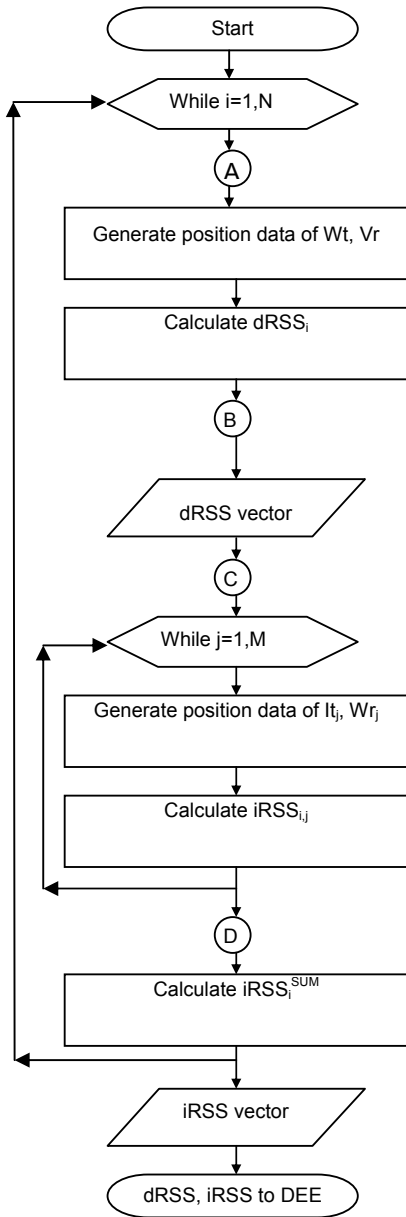 Start
While i=1,N
A
Generate position data of Wt, Vr
Calculate dRSSᵢ
B
dRSS vector
C
While j=1,M
Generate position data of Itⱼ, Wrⱼ
Calculate iRSSᵢ,ⱼ
D
Calculate iRSSᵢSUM
iRSS vector
dRSS, iRSS to DEE